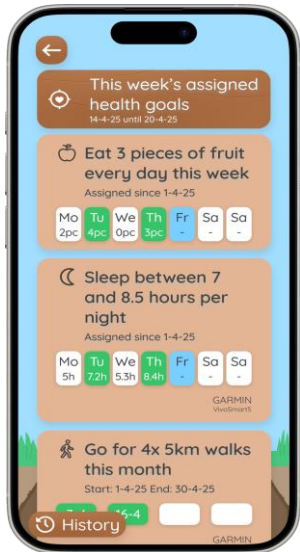 This week's assigned
health goals
14-4-25 until 20-4-25
Eat 3 pieces of fruit
every day this week
Assigned since 1-4-25
Mo Tu We Th Fr Sa Sa
2pc 4pc 0pc 3pc - - -
Sleep between 7
and 8.5 hours per
night
Assigned since 1-4-25
Mo Tu We Th Fr Sa Sa
5h 7.2h 5.3h 8.4h - - -
GARMIN
VivoSmart5
Go for 4x 5km walks
this month
Start: 1-4-25 End: 30-4-25
16-4
History
GARMIN